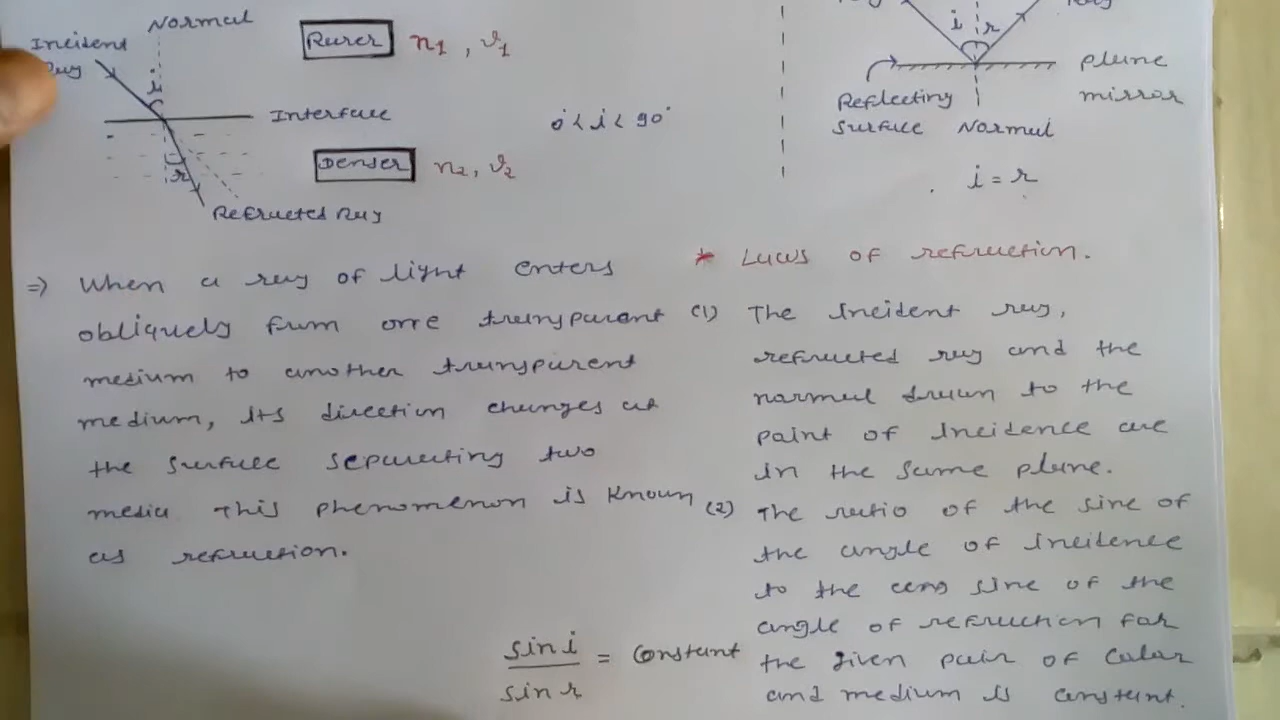 Normal
Incident
Ray
i
Rarer n1, v1
Interface
0° < i < 90°
Denser n2, v2
r
Refracted Ray
i r
Reflecting
surface
Normal
plane
mirror
i = r
⇒ When a ray of light enters
obliquely from one transparent
medium to another transparent
medium, its direction changes at
the surface separating two
media this phenomenon is known
as refraction.
* Laws of refraction.
(1) The Incident ray,
refracted ray and the
normal drawn to the
point of Incidence are
in the same plane.
(2) The ratio of the sine of
the angle of incidence
to the sine of the
angle of refraction for
the given pair of color
and medium is constant.
sin i / sin r = constant